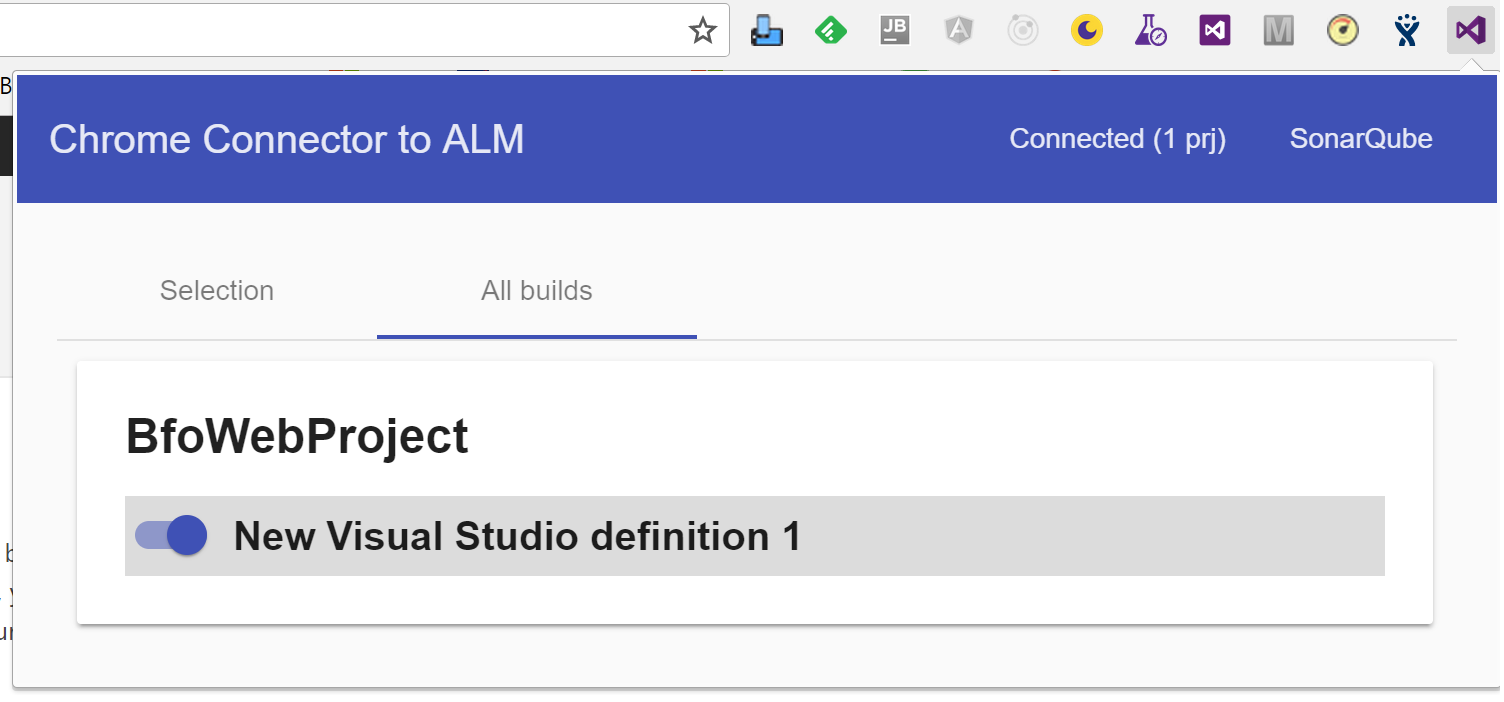 JB
A
M
B
Chrome Connector to ALM
Connected (1 prj)
SonarQube
Selection
All builds
BfoWebProject
New Visual Studio definition 1